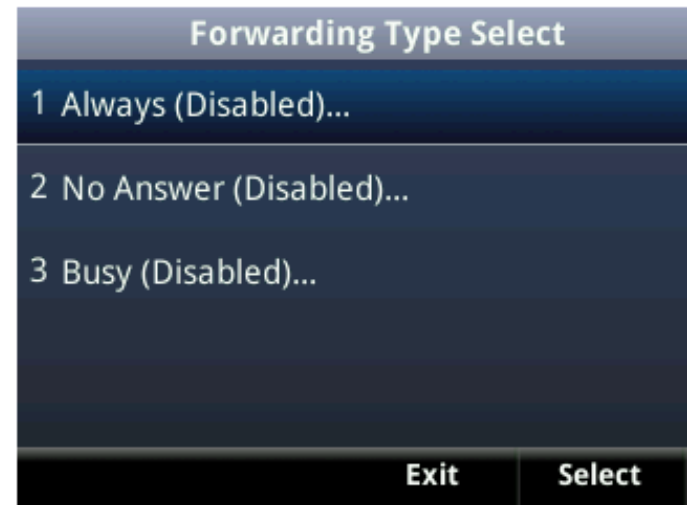 Forwarding Type Select
1 Always (Disabled)...
2 No Answer (Disabled)...
3 Busy (Disabled)...
Exit Select